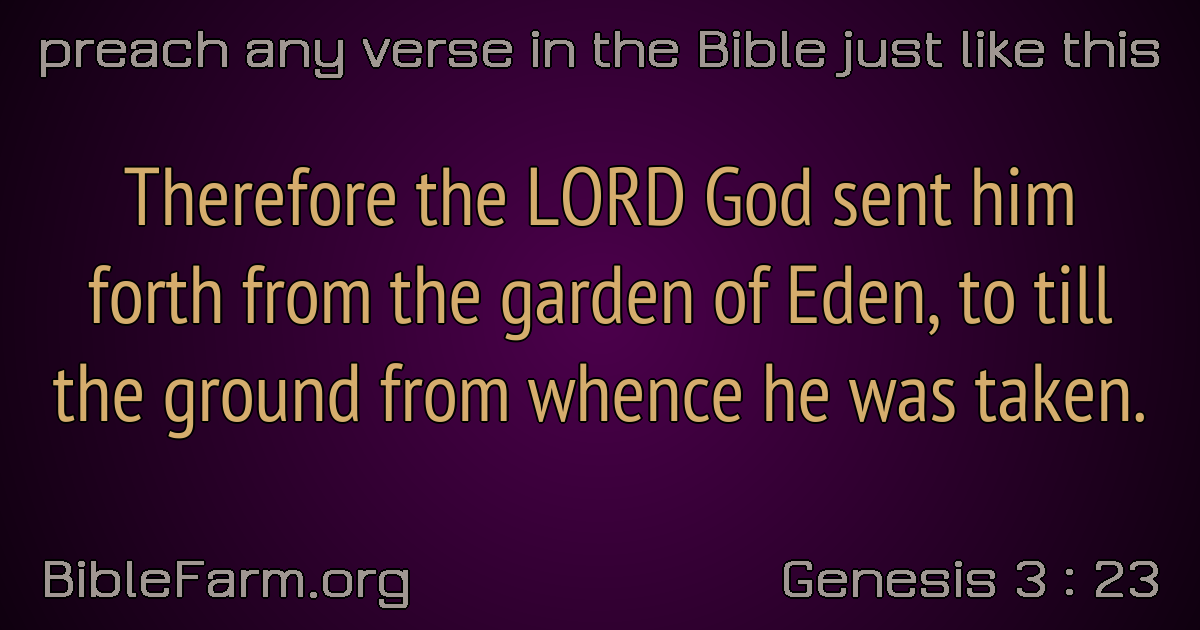 preach any verse in the Bible just like this
Therefore the LORD God sent him
forth from the garden of Eden, to till
the ground from whence he was taken.
BibleFarm.org
Genesis 3 : 23